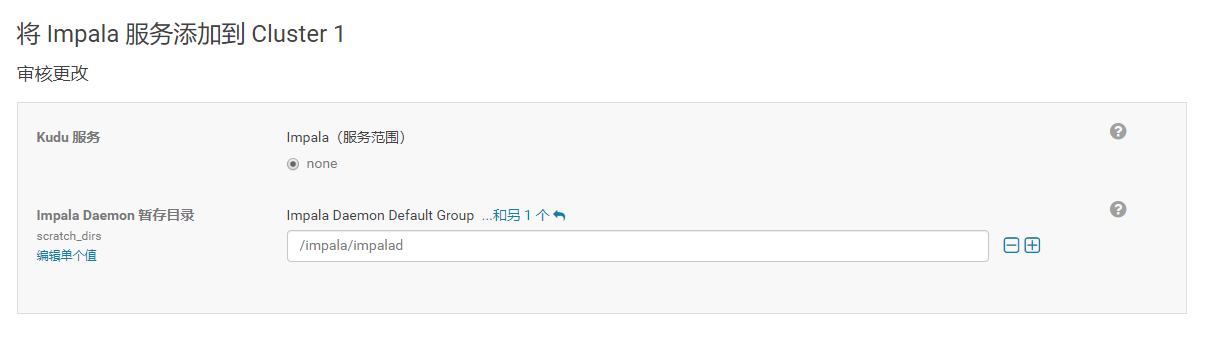 将 Impala 服务添加到 Cluster 1
审核更改
Kudu 服务
Impala（服务范围）
none
Impala Daemon 暂存目录
scratch_dirs
编辑单个值
Impala Daemon Default Group ...和另 1 个
/impala/impalad